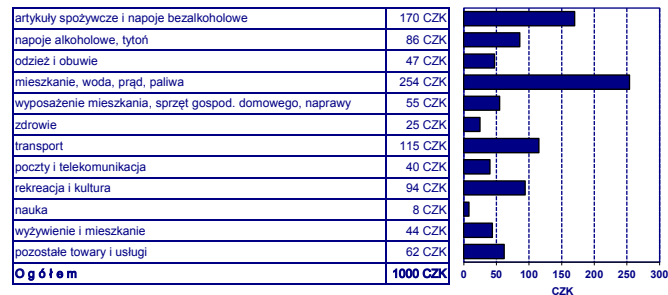 artykuły spożywcze i napoje bezalkoholowe 170 CZK
napoje alkoholowe, tytoń 86 CZK
odzież i obuwie 47 CZK
mieszkanie, woda, prąd, paliwa 254 CZK
wyposażenie mieszkania, sprzęt gospod. domowego, naprawy 55 CZK
zdrowie 25 CZK
transport 115 CZK
poczty i telekomunikacja 40 CZK
rekreacja i kultura 94 CZK
nauka 8 CZK
wyżywienie i mieszkanie 44 CZK
pozostałe towary i usługi 62 CZK
O g ó ł e m 1000 CZK
0 50 100 150 200 250 300
CZK